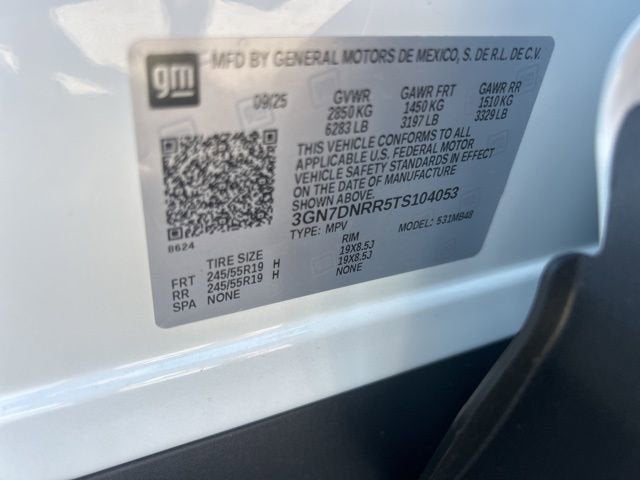 gm
MFD BY GENERAL MOTORS DE MEXICO, S. DE R.L. DE C.V.
09/25 GVWR GAWR FRT GAWR RR
2850 KG 1450 KG 1510 KG
6283 LB 3197 LB 3329 LB
THIS VEHICLE CONFORMS TO ALL
APPLICABLE U.S. FEDERAL MOTOR
VEHICLE SAFETY STANDARDS IN EFFECT
ON THE DATE OF MANUFACTURE
SHOWN ABOVE.
3GN7DNRR5TS104053
TYPE: MPV MODEL: 531MB48
8624
TIRE SIZE RIM
FRT 245/55R19 H 19X8.5J
RR 245/55R19 H 19X8.5J
SPA NONE NONE